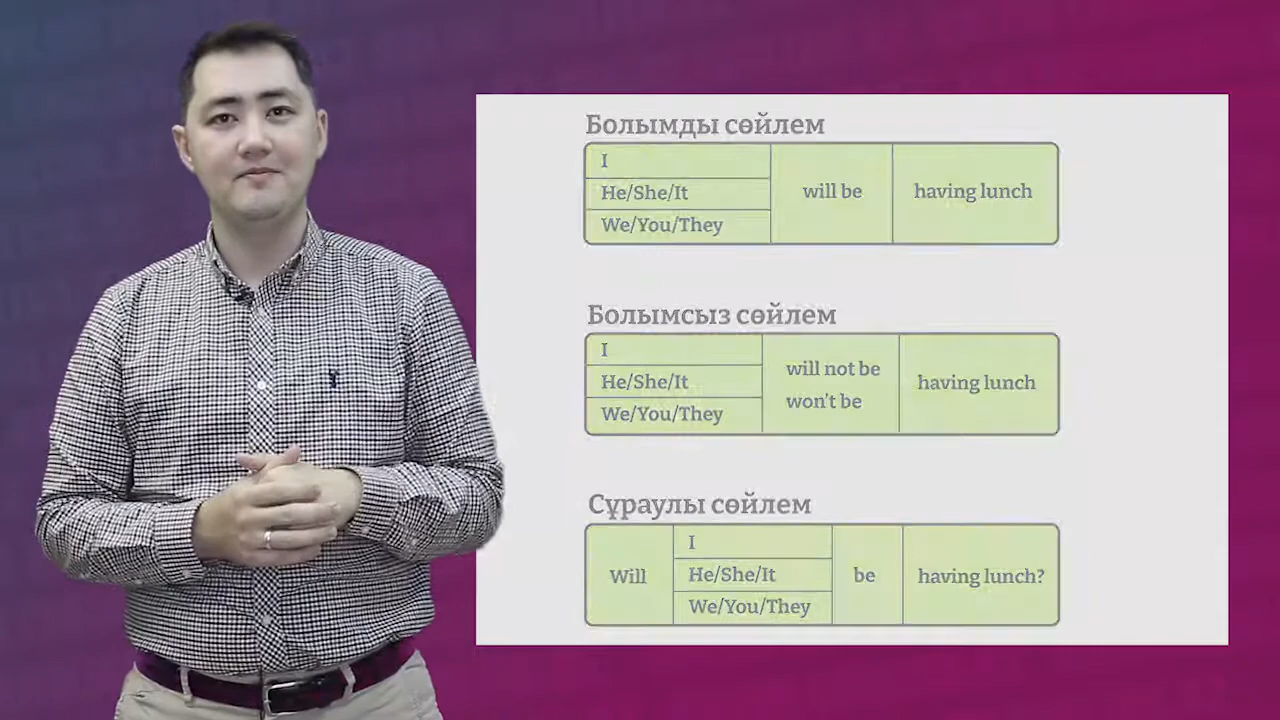 Болымды сөйлем
I
He/She/It
We/You/They
will be
having lunch
Болымсыз сөйлем
I
He/She/It
We/You/They
will not be
won't be
having lunch
Сұраулы сөйлем
Will
I
He/She/It
We/You/They
be
having lunch?